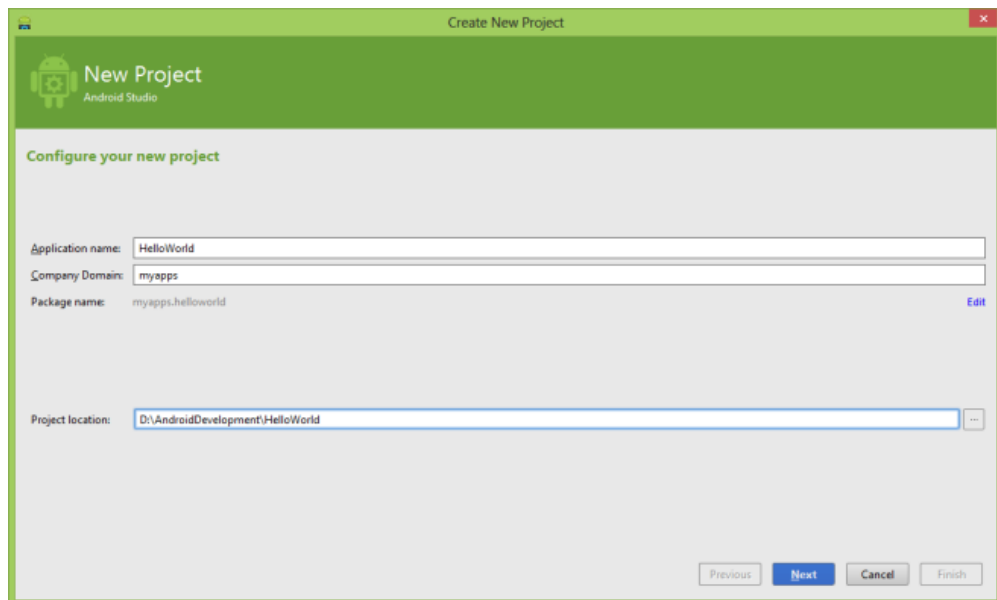 Create New Project
New Project
Android Studio
Configure your new project
Application name: HelloWorld
Company Domain: myapps
Package name: myapps.helloworld Edit
Project location: D:\AndroidDevelopment\HelloWorld ...
Previous Next Cancel Finish